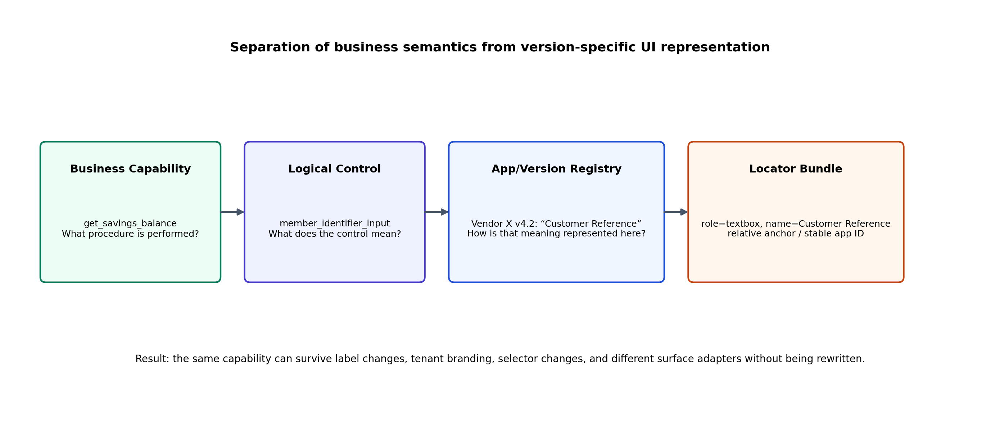 Separation of business semantics from version-specific UI representation
Business Capability
get_savings_balance
What procedure is performed?
Logical Control
member_identifier_input
What does the control mean?
App/Version Registry
Vendor X v4.2: “Customer Reference”
How is that meaning represented here?
Locator Bundle
role=textbox, name=Customer Reference
relative anchor / stable app ID
Result: the same capability can survive label changes, tenant branding, selector changes, and different surface adapters without being rewritten.